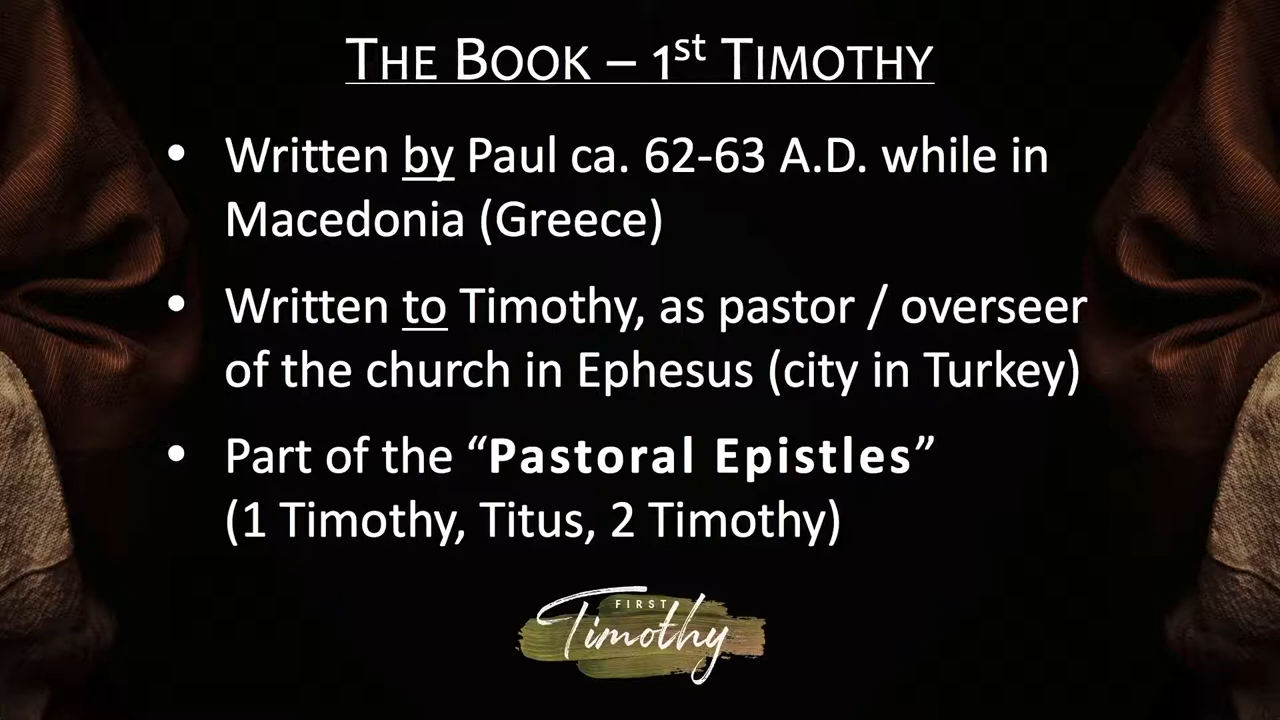 THE BOOK – 1st TIMOTHY
• Written by Paul ca. 62-63 A.D. while in
Macedonia (Greece)
• Written to Timothy, as pastor / overseer
of the church in Ephesus (city in Turkey)
• Part of the “Pastoral Epistles”
(1 Timothy, Titus, 2 Timothy)
FIRST
Timothy